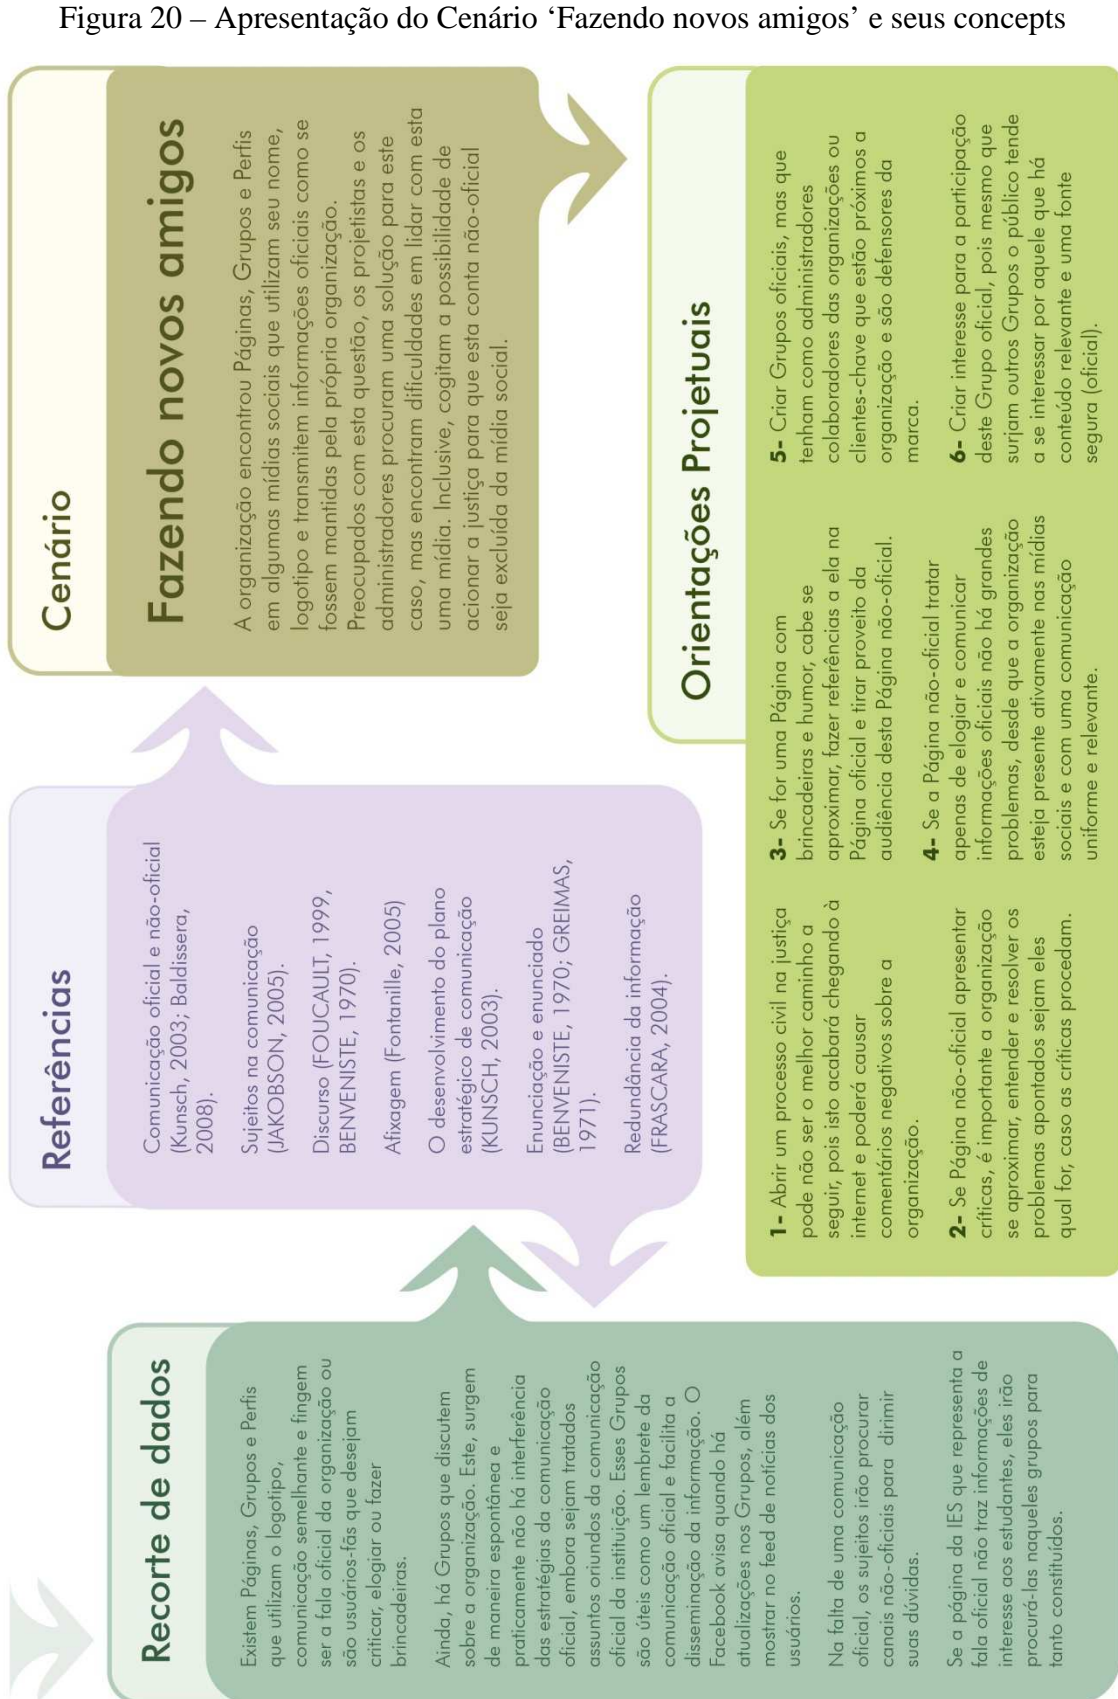 Figura 20 – Apresentação do Cenário ‘Fazendo novos amigos’ e seus concepts
Recorte de dados
Existem Páginas, Grupos e Perfis
que utilizam o logotipo,
comunicação semelhante e fingem
ser a fala oficial da organização ou
são usuários-fãs que desejam
criticar, elogiar ou fazer
brincadeiras.
Ainda, há Grupos que discutem
sobre a organização. Este, surgem
de maneira espontânea e
praticamente não há interferência
das estratégias da comunicação
oficial, embora sejam tratados
assuntos oriundos da comunicação
oficial da instituição. Esses Grupos
são úteis como um lembrete da
comunicação oficial e facilita a
disseminação da informação. O
Facebook avisa quando há
atualizações nos Grupos, além
mostrar no feed de notícias dos
usuários.
Na falta de uma comunicação
oficial, os sujeitos irão procurar
canais não-oficiais para dirimir
suas dúvidas.
Se a página da IES que representa a
fala oficial não traz informações de
interesse aos estudantes, eles irão
procurá-las naqueles grupos para
tanto constituídos.
Referências
Comunicação oficial e não-oficial
(Kunsch, 2003; Baldissera,
2008).
Sujeitos na comunicação
(JAKOBSON, 2005).
Discurso (FOUCAULT, 1999,
BENVENISTE, 1970).
Afixagem (Fontanille, 2005)
O desenvolvimento do plano
estratégico de comunicação
(KUNSCH, 2003).
Enunciação e enunciado
(BENVENISTE, 1970; GREIMAS,
1971).
Redundância da informação
(FRASCARA, 2004).
Cenário
Fazendo novos amigos
A organização encontrou Páginas, Grupos e Perfis
em algumas mídias sociais que utilizam seu nome,
logotipo e transmitem informações oficiais como se
fossem mantidas pela própria organização.
Preocupados com esta questão, os projetistas e os
administradores procuram uma solução para este
caso, mas encontram dificuldades em lidar com esta
uma mídia. Inclusive, cogitam a possibilidade de
acionar a justiça para que esta conta não-oficial
seja excluída da mídia social.
Orientações Projetuais
1- Abrir um processo civil na justiça
pode não ser o melhor caminho a
seguir, pois isto acabará chegando à
internet e poderá causar
comentários negativos sobre a
organização.
2- Se Página não-oficial apresentar
críticas, é importante a organização
se aproximar, entender e resolver os
problemas apontados sejam eles
qual for, caso as críticas procedam.
3- Se for uma Página com
brincadeiras e humor, cabe se
aproximar, fazer referências a ela na
Página oficial e tirar proveito da
audiência desta Página não-oficial.
4- Se a Página não-oficial tratar
apenas de elogiar e comunicar
informações oficiais não há grandes
problemas, desde que a organização
esteja presente ativamente nas mídias
sociais e com uma comunicação
uniforme e relevante.
5- Criar Grupos oficiais, mas que
tenham como administradores
colaboradores das organizações ou
clientes-chave que estão próximos a
organização e são defensores da
marca.
6- Criar interesse para a participação
deste Grupo oficial, pois mesmo que
surjam outros Grupos o público tende
a se interessar por aquele que há
conteúdo relevante e uma fonte
segura (oficial).